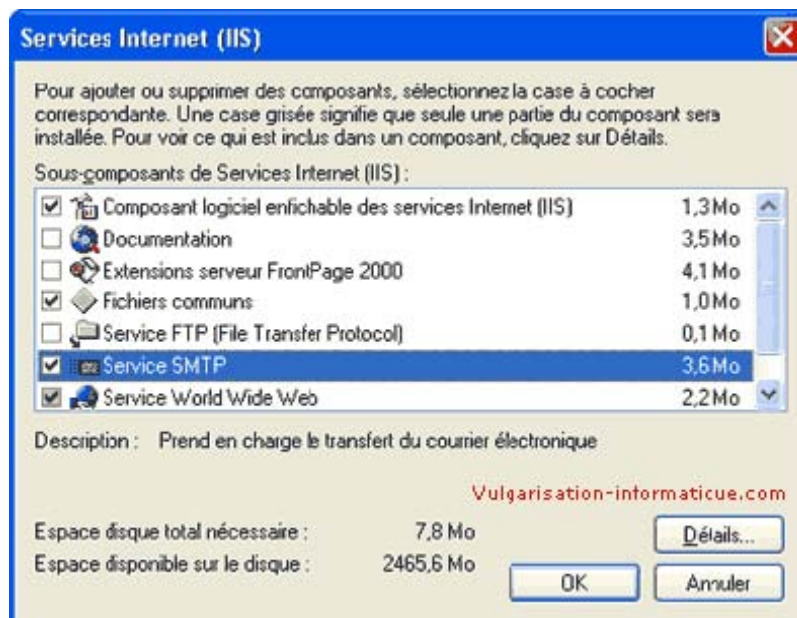 Services Internet (IIS)
Pour ajouter ou supprimer des composants, sélectionnez la case à cocher
correspondante. Une case grisée signifie que seule une partie du composant sera
installée. Pour voir ce qui est inclus dans un composant, cliquez sur Détails.
Sous-composants de Services Internet (IIS) :
Composant logiciel enfichable des services Internet (IIS) 1,3 Mo
Documentation 3,5 Mo
Extensions serveur FrontPage 2000 4,1 Mo
Fichiers communs 1,0 Mo
Service FTP (File Transfer Protocol) 0,1 Mo
Service SMTP 3,6 Mo
Service World Wide Web 2,2 Mo
Description : Prend en charge le transfert du courrier électronique
Vulgarisation-informatique.com
Espace disque total nécessaire : 7,8 Mo
Détails...
Espace disponible sur le disque : 2465,6 Mo
OK
Annuler